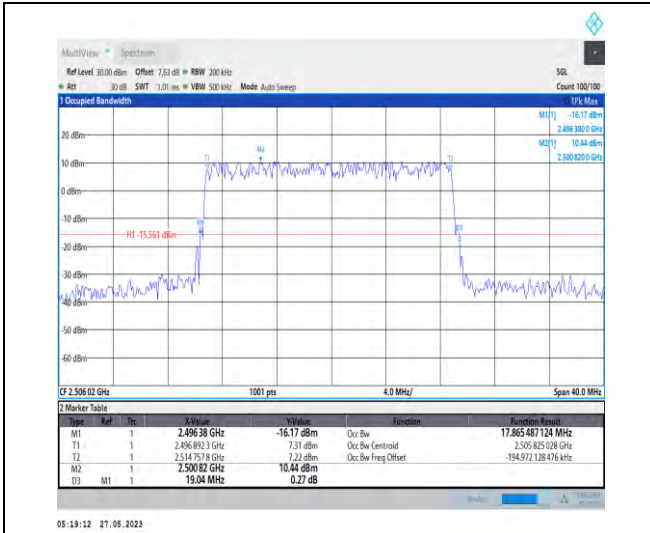 MultiView Spectrum
Ref Level 30.00 dBm Offset 7.63 dB RBW 200 kHz SGL
Att 30 dB SWT 1.01 ms VBW 500 kHz Mode Auto Sweep Count 100/100
1 Occupied Bandwidth 1Pk Max
M1[1] -16.17 dBm
2.496 380 0 GHz
M2[1] 10.44 dBm
2.500 820 0 GHz
20 dBm
10 dBm
0 dBm
-10 dBm
-20 dBm
-30 dBm
-40 dBm
-50 dBm
-60 dBm
T1
M2
T2
M1
D3
H1 -15.561 dBm
CF 2.506 02 GHz 1001 pts 4.0 MHz/ Span 40.0 MHz
2 Marker Table
Type Ref Trc X-Value Y-Value Function Function Result
M1 1 2.496 38 GHz -16.17 dBm Occ Bw 17.865 487 124 MHz
T1 1 2.496 892 3 GHz 7.31 dBm Occ Bw Centroid 2.505 825 028 GHz
T2 1 2.514 757 8 GHz 7.22 dBm Occ Bw Freq Offset -194.972 128 476 kHz
M2 1 2.500 82 GHz 10.44 dBm
D3 M1 1 19.04 MHz 0.27 dB
05:19:12 27.05.2023